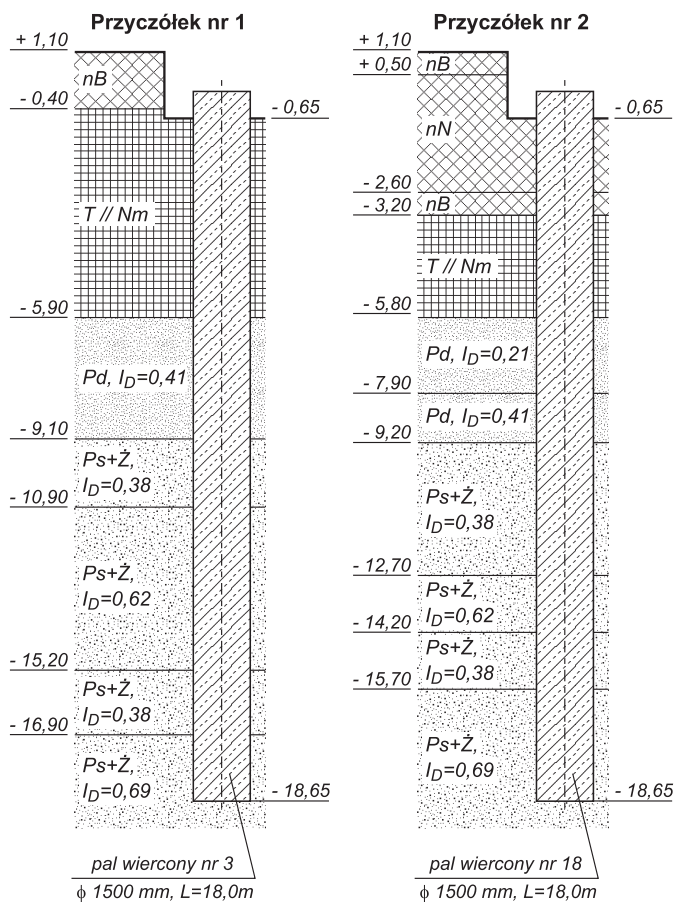 Przyczółek nr 1
+ 1,10
nB
- 0,40
- 0,65
T // Nm
- 5,90
Pd, I_D=0,41
- 9,10
Ps+Ż,
I_D=0,38
- 10,90
Ps+Ż,
I_D=0,62
- 15,20
Ps+Ż,
I_D=0,38
- 16,90
Ps+Ż,
I_D=0,69
- 18,65
pal wiercony nr 3
ϕ 1500 mm, L=18,0m
Przyczółek nr 2
+ 1,10
nB
+ 0,50
- 0,65
nN
- 2,60
nB
- 3,20
T // Nm
- 5,80
Pd, I_D=0,21
- 7,90
Pd, I_D=0,41
- 9,20
Ps+Ż,
I_D=0,38
- 12,70
Ps+Ż,
I_D=0,62
- 14,20
Ps+Ż,
I_D=0,38
- 15,70
Ps+Ż,
I_D=0,69
- 18,65
pal wiercony nr 18
ϕ 1500 mm, L=18,0m